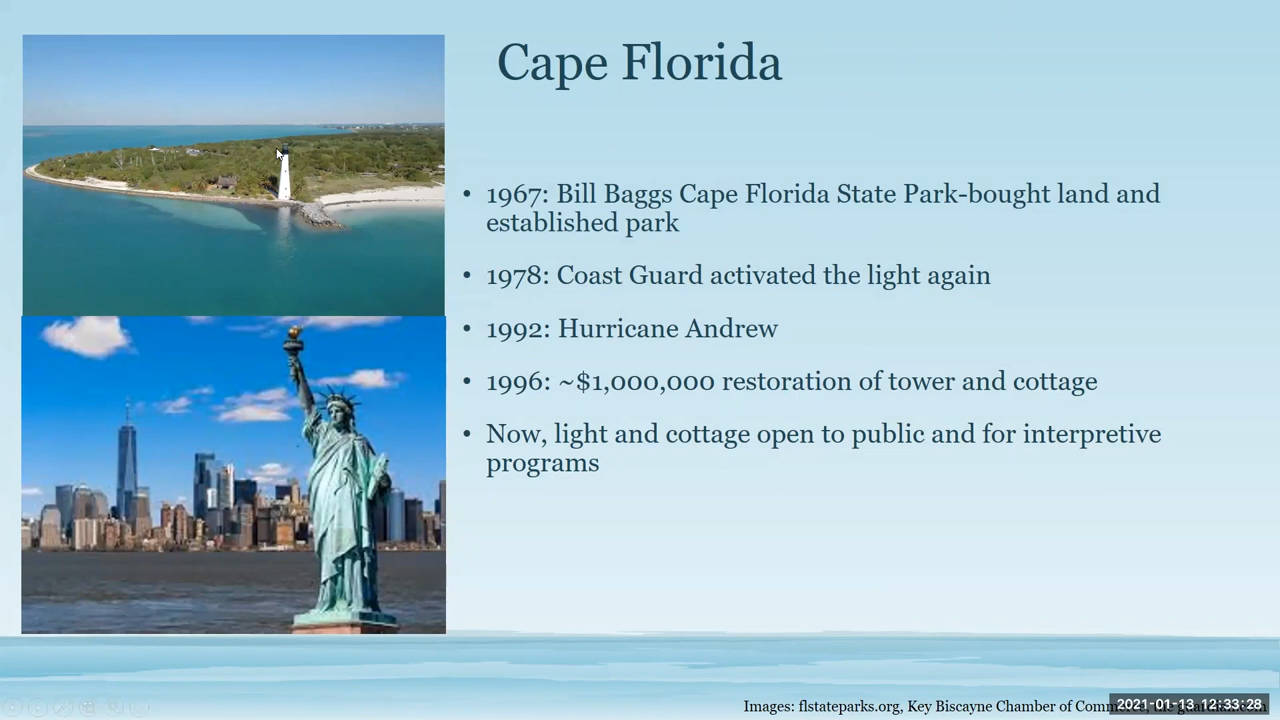 Cape Florida
• 1967: Bill Baggs Cape Florida State Park-bought land and
established park
• 1978: Coast Guard activated the light again
• 1992: Hurricane Andrew
• 1996: ~$1,000,000 restoration of tower and cottage
• Now, light and cottage open to public and for interpretive
programs
Images: flstateparks.org, Key Biscayne Chamber of
2021-01-13 12:33:28